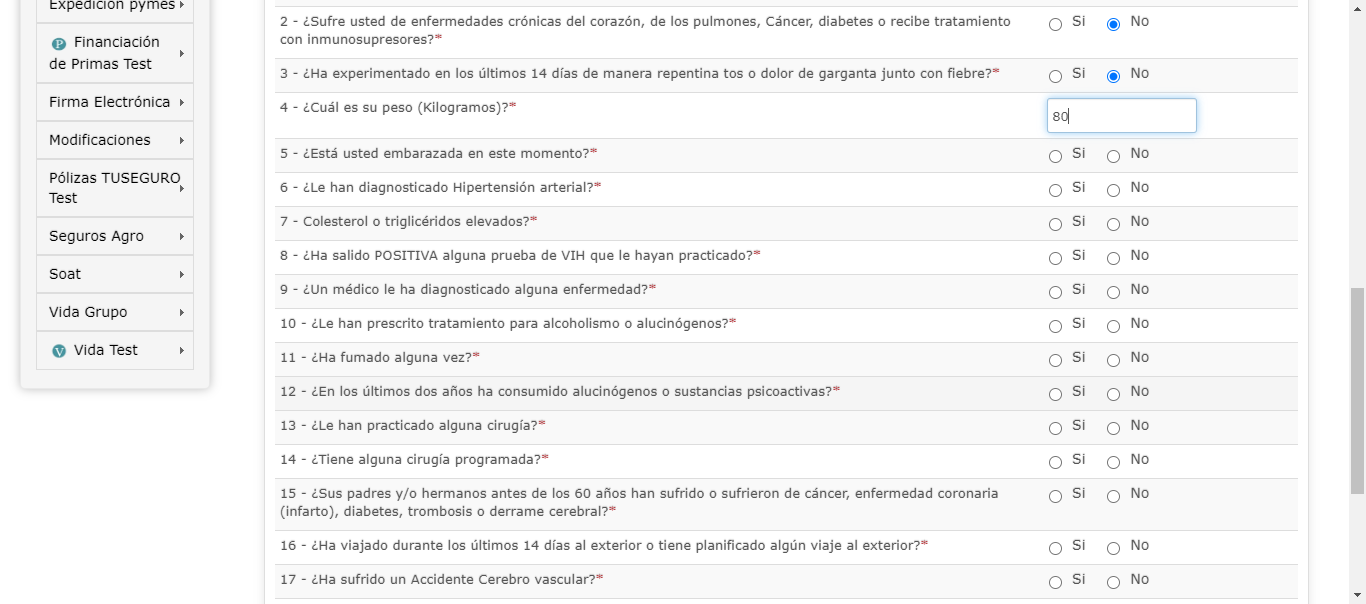 Expedición pymes
Financiación
de Primas Test
Firma Electrónica
Modificaciones
Pólizas TUSEGURO
Test
Seguros Agro
Soat
Vida Grupo
V Vida Test
2 - ¿Sufre usted de enfermedades crónicas del corazón, de los pulmones, Cáncer, diabetes o recibe tratamiento
con inmunosupresores?* Si No
3 - ¿Ha experimentado en los últimos 14 días de manera repentina tos o dolor de garganta junto con fiebre?* Si No
4 - ¿Cuál es su peso (Kilogramos)?* 80
5 - ¿Está usted embarazada en este momento?* Si No
6 - ¿Le han diagnosticado Hipertensión arterial?* Si No
7 - Colesterol o triglicéridos elevados?* Si No
8 - ¿Ha salido POSITIVA alguna prueba de VIH que le hayan practicado?* Si No
9 - ¿Un médico le ha diagnosticado alguna enfermedad?* Si No
10 - ¿Le han prescrito tratamiento para alcoholismo o alucinógenos?* Si No
11 - ¿Ha fumado alguna vez?* Si No
12 - ¿En los últimos dos años ha consumido alucinógenos o sustancias psicoactivas?* Si No
13 - ¿Le han practicado alguna cirugía?* Si No
14 - ¿Tiene alguna cirugía programada?* Si No
15 - ¿Sus padres y/o hermanos antes de los 60 años han sufrido o sufrieron de cáncer, enfermedad coronaria
(infarto), diabetes, trombosis o derrame cerebral?* Si No
16 - ¿Ha viajado durante los últimos 14 días al exterior o tiene planificado algún viaje al exterior?* Si No
17 - ¿Ha sufrido un Accidente Cerebro vascular?* Si No